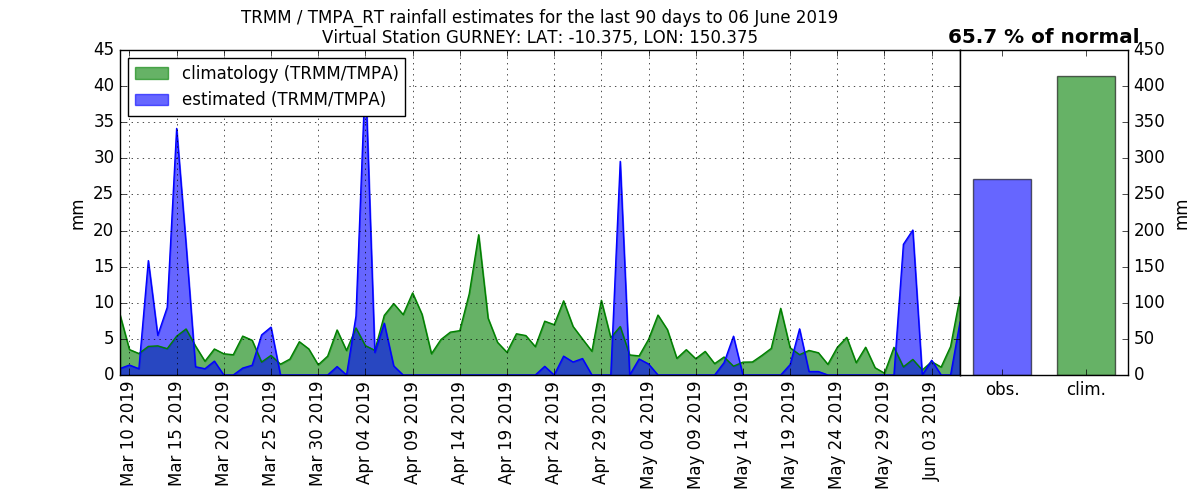 TRMM / TMPA_RT rainfall estimates for the last 90 days to 06 June 2019
Virtual Station GURNEY: LAT: -10.375, LON: 150.375
65.7 % of normal
climatology (TRMM/TMPA)
estimated (TRMM/TMPA)
45
40
35
30
25
20
15
10
5
0
mm
Mar 10 2019
Mar 15 2019
Mar 20 2019
Mar 25 2019
Mar 30 2019
Apr 04 2019
Apr 09 2019
Apr 14 2019
Apr 19 2019
Apr 24 2019
Apr 29 2019
May 04 2019
May 09 2019
May 14 2019
May 19 2019
May 24 2019
May 29 2019
Jun 03 2019
450
400
350
300
250
200
150
100
50
0
mm
obs.
clim.